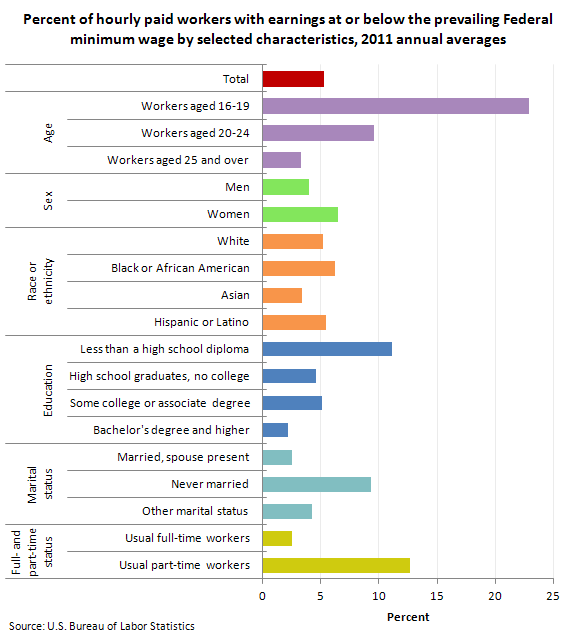 Percent of hourly paid workers with earnings at or below the prevailing Federal
minimum wage by selected characteristics, 2011 annual averages
Total
Age
Workers aged 16-19
Workers aged 20-24
Workers aged 25 and over
Sex
Men
Women
Race or
ethnicity
White
Black or African American
Asian
Hispanic or Latino
Education
Less than a high school diploma
High school graduates, no college
Some college or associate degree
Bachelor's degree and higher
Marital
status
Married, spouse present
Never married
Other marital status
Full- and
part-time
status
Usual full-time workers
Usual part-time workers
0 5 10 15 20 25
Percent
Source: U.S. Bureau of Labor Statistics